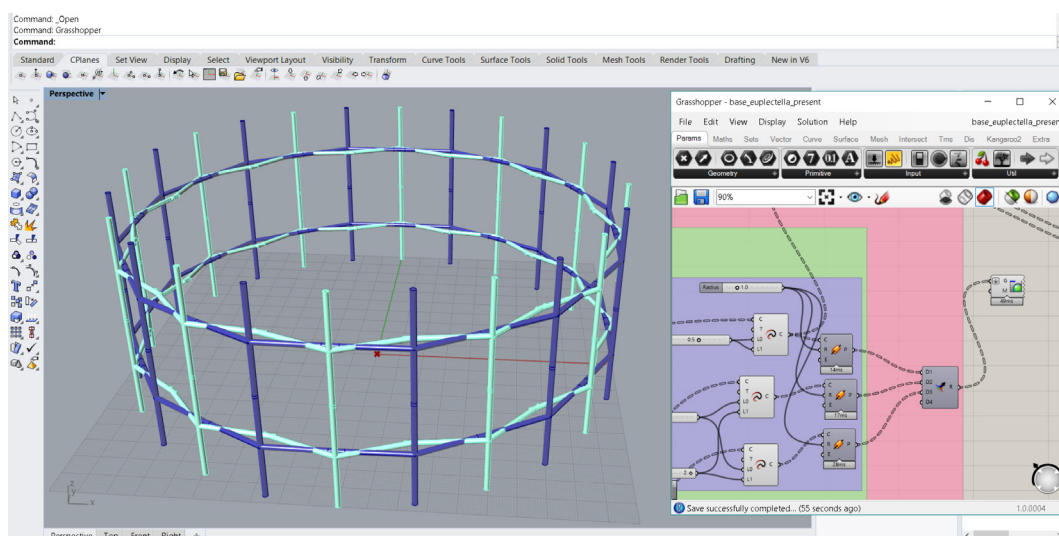 Command: _Open
Command: Grasshopper
Command:
Standard CPlanes Set View Display Select Viewport Layout Visibility Transform Curve Tools Surface Tools Solid Tools Mesh Tools Render Tools Drafting New in V6
Perspective
Grasshopper - base_euplectella_present
File Edit View Display Solution Help base_euplectella_presen
Params Maths Sets Vector Curve Surface Mesh Intersect Trns Dis Kangaroo2 Extra
Geometry Primitive Input Util
90%
Radius 1.0
C
T
L0
L1
C
0.5
C
R
E
P
14ms
C
T
L0
L1
C
C
R
E
P
17ms
C
T
L0
L1
C
C
R
E
P
28ms
2
D1
D2
D3
D4
R
G
M
49ms
z
y
x
Save successfully completed... (55 seconds ago) 1.0.0004
Perspective Top Front Right